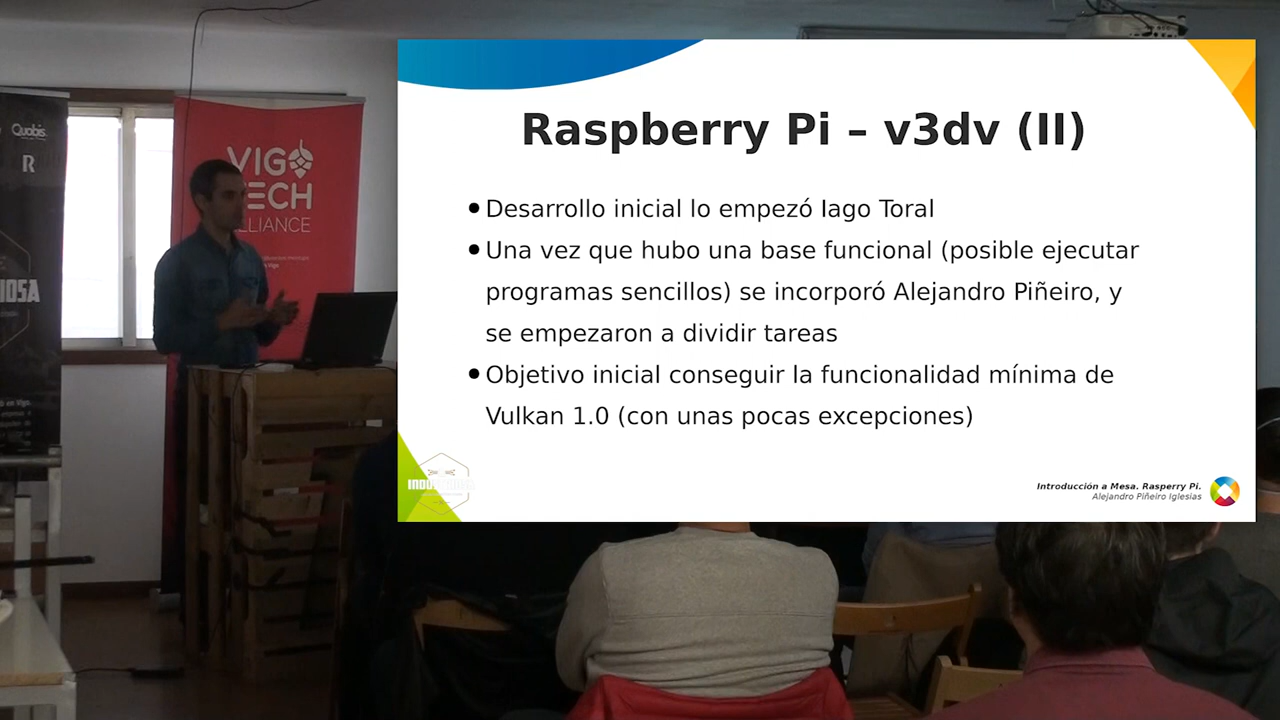 Quobis
R
VIGO
TECH
ALLIANCE
Raspberry Pi – v3dv (II)
●Desarrollo inicial lo empezó Iago Toral
●Una vez que hubo una base funcional (posible ejecutar
programas sencillos) se incorporó Alejandro Piñeiro, y
se empezaron a dividir tareas
●Objetivo inicial conseguir la funcionalidad mínima de
Vulkan 1.0 (con unas pocas excepciones)
Introducción a Mesa. Rasperry Pi.
Alejandro Piñeiro Iglesias